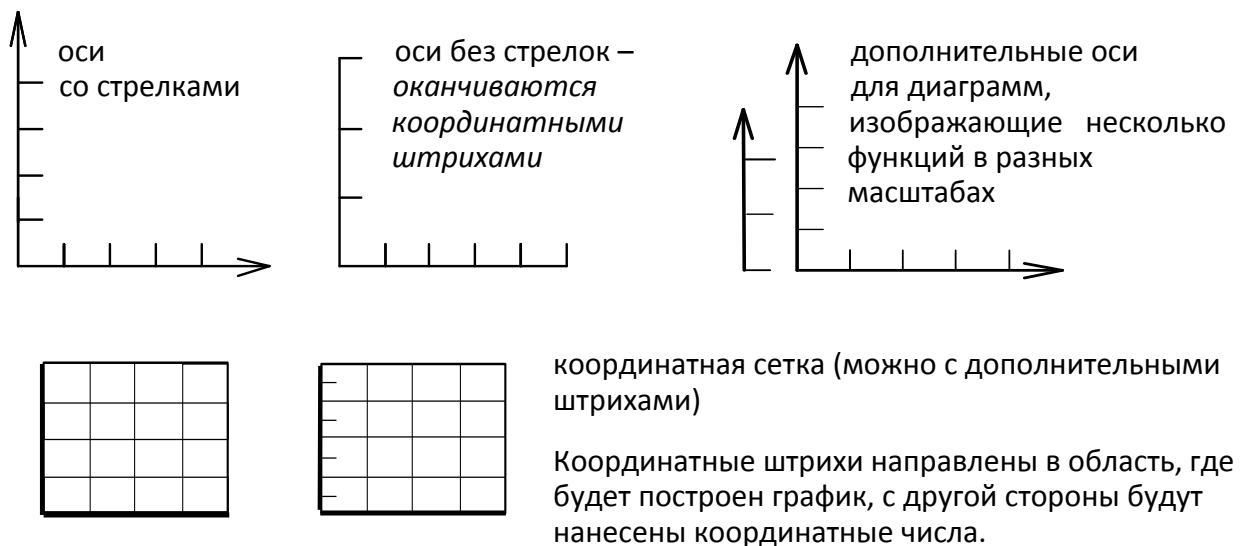 оси
со стрелками
оси без стрелок –
оканчиваются
координатными
штрихами
дополнительные оси
для диаграмм,
изображающие несколько
функций в разных
масштабах
координатная сетка (можно с дополнительными
штрихами)
Координатные штрихи направлены в область, где
будет построен график, с другой стороны будут
нанесены координатные числа.